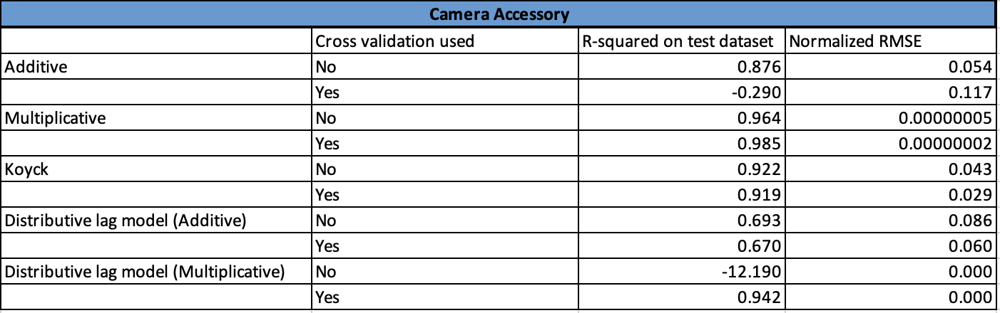 Camera Accessory
Cross validation used R-squared on test dataset Normalized RMSE
Additive No 0.876 0.054
Yes -0.290 0.117
Multiplicative No 0.964 0.00000005
Yes 0.985 0.00000002
Koyck No 0.922 0.043
Yes 0.919 0.029
Distributive lag model (Additive) No 0.693 0.086
Yes 0.670 0.060
Distributive lag model (Multiplicative) No -12.190 0.000
Yes 0.942 0.000